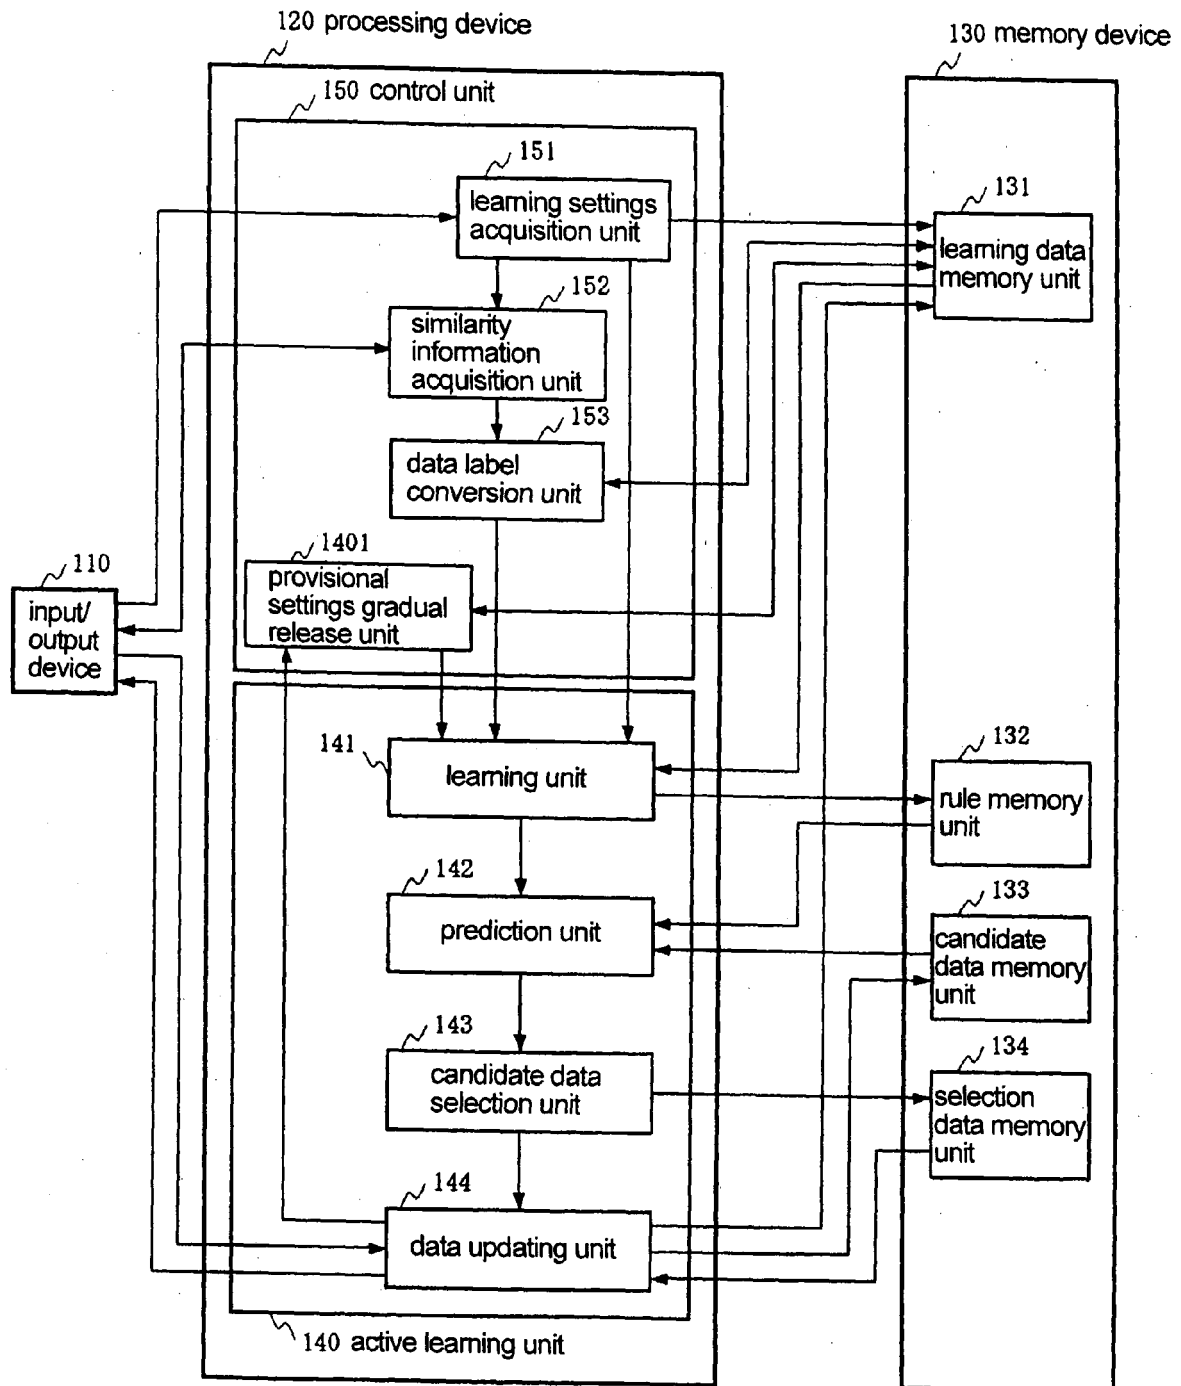 120 processing device
130 memory device
150 control unit
151
learning settings
acquisition unit
131
learning data
memory unit
152
similarity
information
acquisition unit
153
data label
conversion unit
1401
provisional
settings gradual
release unit
110
input/
output
device
141
learning unit
132
rule memory
unit
142
prediction unit
133
candidate
data memory
unit
143
candidate data
selection unit
134
selection
data memory
unit
144
data updating unit
140 active learning unit